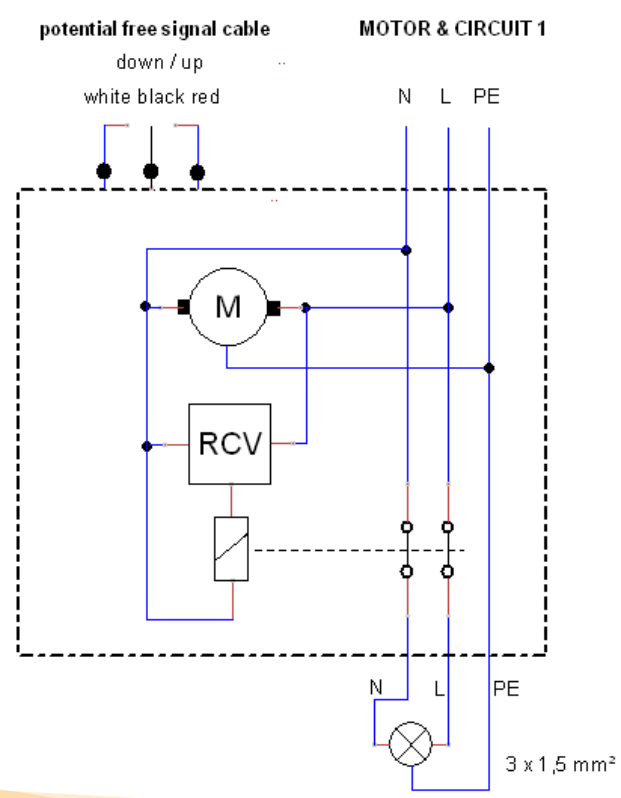 potential free signal cable
MOTOR & CIRCUIT 1
down / up
white black red
N L PE
M
RCV
N L PE
3 x 1,5 mm²